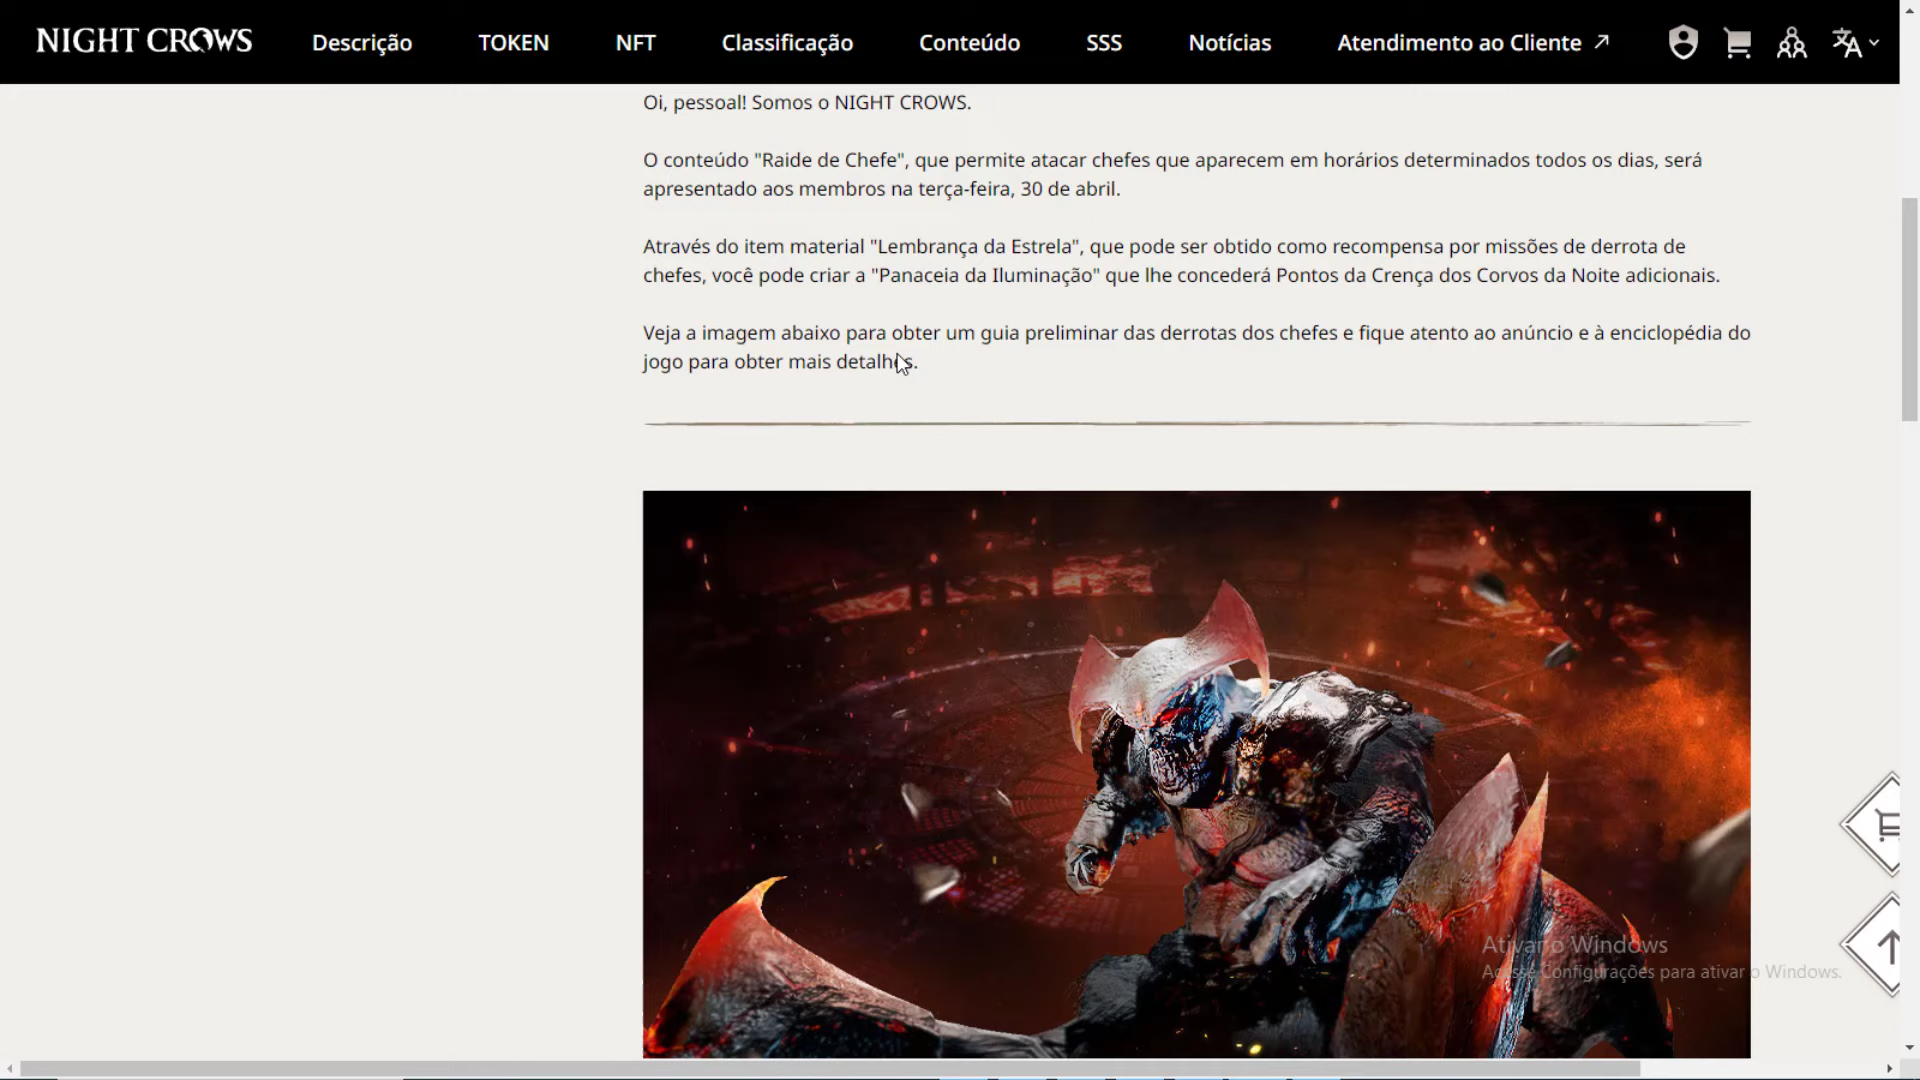 NIGHT CROWS
Descrição
TOKEN
NFT
Classificação
Conteúdo
SSS
Notícias
Atendimento ao Cliente
Oi, pessoal! Somos o NIGHT CROWS.
O conteúdo "Raide de Chefe", que permite atacar chefes que aparecem em horários determinados todos os dias, será
apresentado aos membros na terça-feira, 30 de abril.
Através do item material "Lembrança da Estrela", que pode ser obtido como recompensa por missões de derrota de
chefes, você pode criar a "Panaceia da Iluminação" que lhe concederá Pontos da Crença dos Corvos da Noite adicionais.
Veja a imagem abaixo para obter um guia preliminar das derrotas dos chefes e fique atento ao anúncio e à enciclopédia do
jogo para obter mais detalhes.
Ativar o Windows
Acesse Configurações para ativar o Windows.